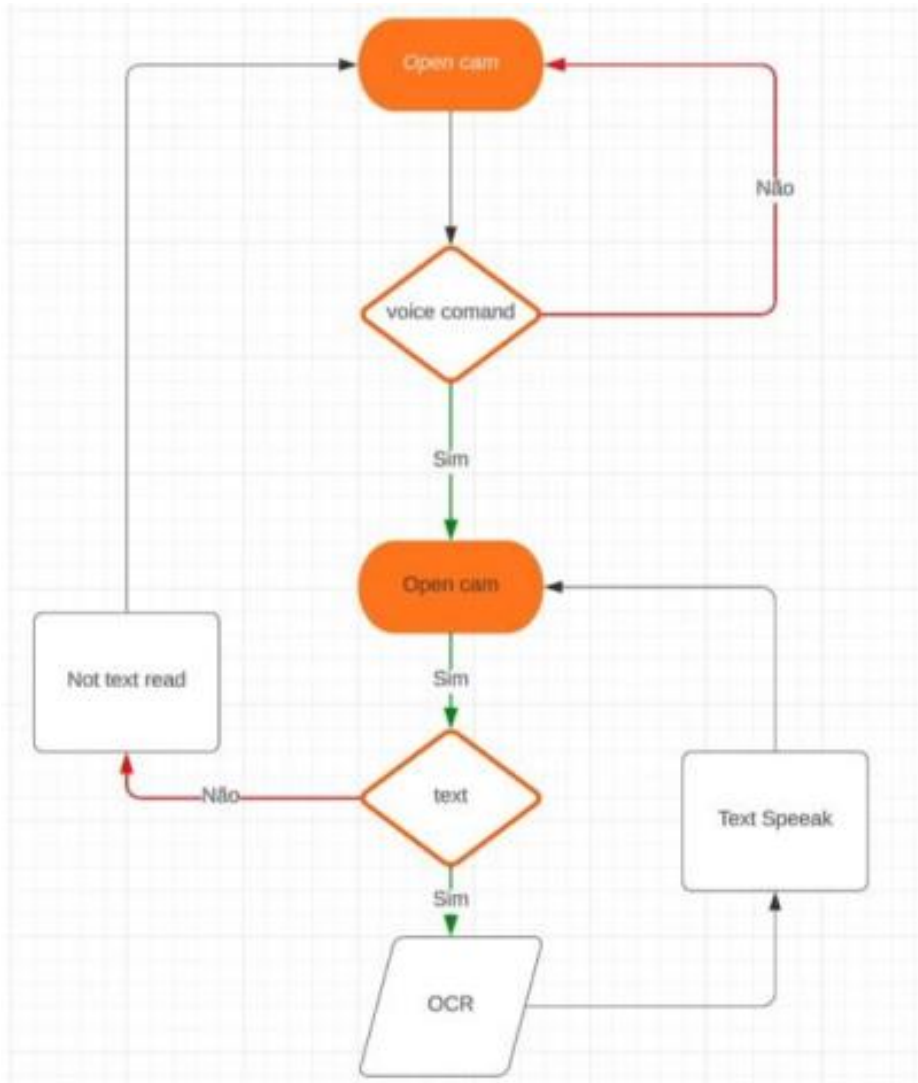 Open cam
Não
voice comand
Sim
Open cam
Sim
Not text read
Não
text
Text Speeak
Sim
OCR